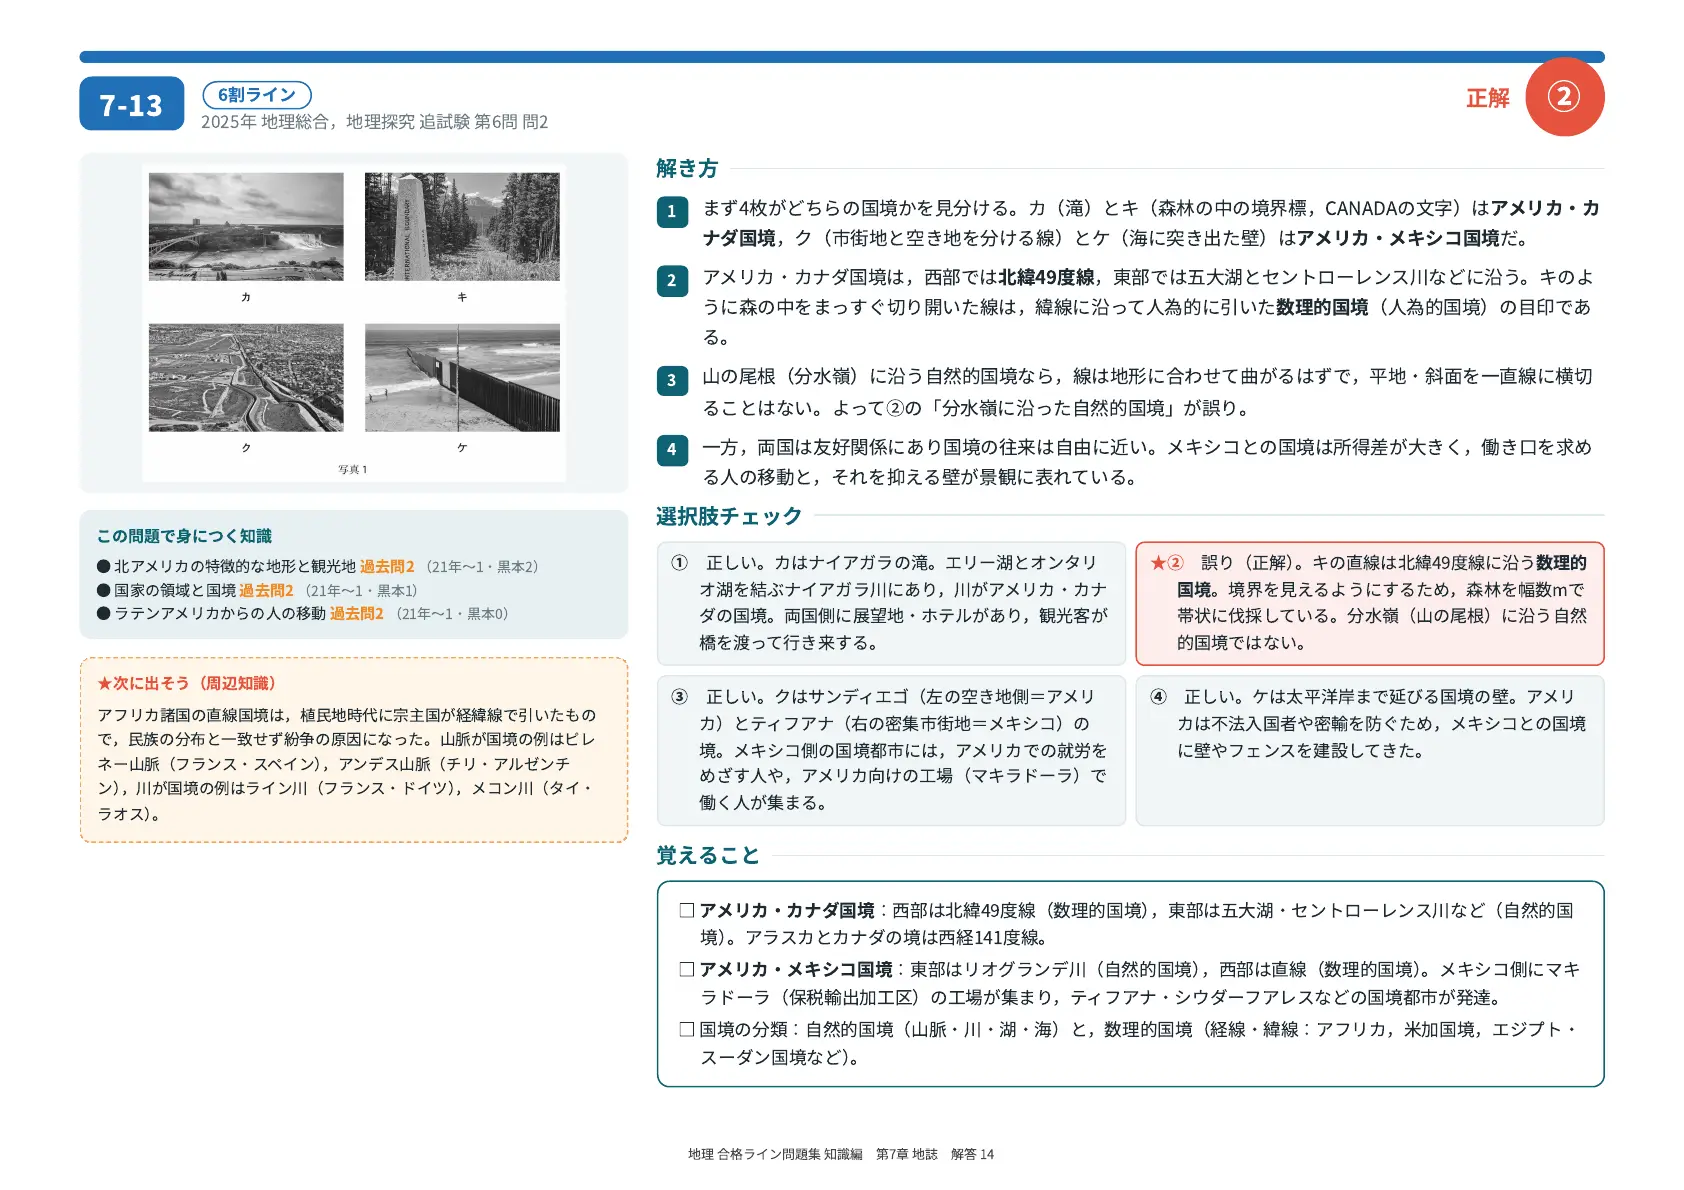 7-13
6割ライン
2025年 地理総合，地理探究 追試験 第6問 問2
正解 ②
INTERNATIONAL BOUNDARY
カ
キ
ク
ケ
写真1
この問題で身につく知識
●北アメリカの特徴的な地形と観光地 過去問2 （21年〜1・黒本2）
●国家の領域と国境 過去問2 （21年〜1・黒本1）
●ラテンアメリカからの人の移動 過去問2 （21年〜1・黒本0）
★次に出そう（周辺知識）
アフリカ諸国の直線国境は，植民地時代に宗主国が経緯線で引いたもの
で，民族の分布と一致せず紛争の原因になった。山脈が国境の例はピレ
ネー山脈（フランス・スペイン），アンデス山脈（チリ・アルゼンチ
ン），川が国境の例はライン川（フランス・ドイツ），メコン川（タイ・
ラオス）。
解き方
1 まず4枚がどちらの国境かを見分ける。カ（滝）とキ（森林の中の境界標，CANADAの文字）はアメリカ・カ
ナダ国境，ク（市街地と空き地を分ける線）とケ（海に突き出た壁）はアメリカ・メキシコ国境だ。
2 アメリカ・カナダ国境は，西部では北緯49度線，東部では五大湖とセントローレンス川などに沿う。キのよ
うに森の中をまっすぐ切り開いた線は，緯線に沿って人為的に引いた数理的国境（人為的国境）の目印であ
る。
3 山の尾根（分水嶺）に沿う自然的国境なら，線は地形に合わせて曲がるはずで，平地・斜面を一直線に横切
ることはない。よって②の「分水嶺に沿った自然的国境」が誤り。
4 一方，両国は友好関係にあり国境の往来は自由に近い。メキシコとの国境は所得差が大きく，働き口を求め
る人の移動と，それを抑える壁が景観に表れている。
選択肢チェック
① 正しい。カはナイアガラの滝。エリー湖とオンタリ
オ湖を結ぶナイアガラ川にあり，川がアメリカ・カナ
ダの国境。両国側に展望地・ホテルがあり，観光客が
橋を渡って行き来する。
★② 誤り（正解）。キの直線は北緯49度線に沿う数理的
国境。境界を見えるようにするため，森林を幅数mで
帯状に伐採している。分水嶺（山の尾根）に沿う自然
的国境ではない。
③ 正しい。クはサンディエゴ（左の空き地側＝アメリ
カ）とティフアナ（右の密集市街地＝メキシコ）の
境。メキシコ側の国境都市には，アメリカでの就労を
めざす人や，アメリカ向けの工場（マキラドーラ）で
働く人が集まる。
④ 正しい。ケは太平洋岸まで延びる国境の壁。アメリ
カは不法入国者や密輸を防ぐため，メキシコとの国境
に壁やフェンスを建設してきた。
覚えること
□ アメリカ・カナダ国境：西部は北緯49度線（数理的国境），東部は五大湖・セントローレンス川など（自然的国
境）。アラスカとカナダの境は西経141度線。
□ アメリカ・メキシコ国境：東部はリオグランデ川（自然的国境），西部は直線（数理的国境）。メキシコ側にマキ
ラドーラ（保税輸出加工区）の工場が集まり，ティフアナ・シウダーフアレスなどの国境都市が発達。
□ 国境の分類：自然的国境（山脈・川・湖・海）と，数理的国境（経線・緯線：アフリカ，米加国境，エジプト・
スーダン国境など）。
地理 合格ライン問題集 知識編 第7章 地誌 解答 14